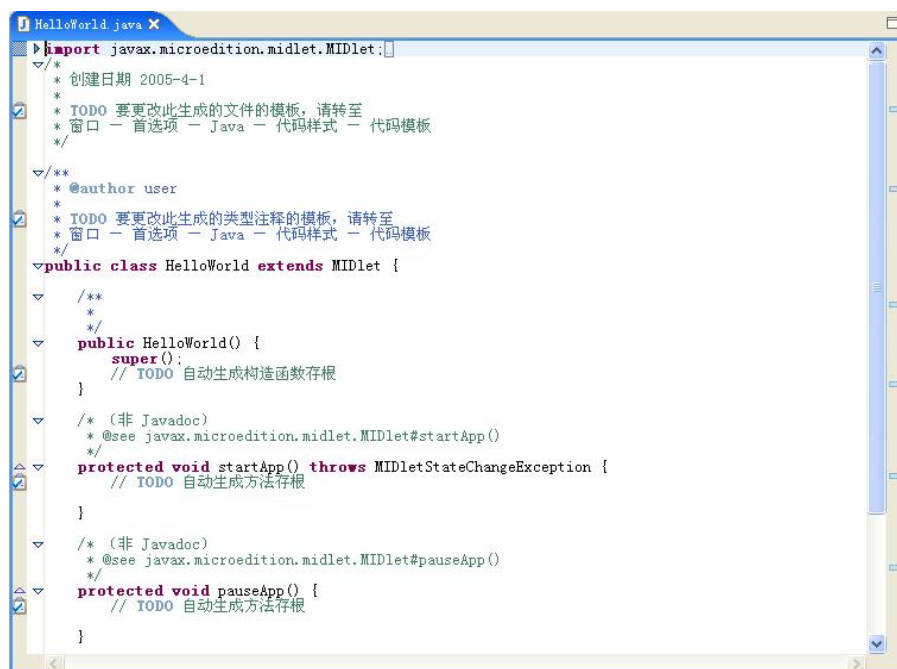 HelloWorld.java
import javax.microedition.midlet.MIDlet;
/*
 * 创建日期 2005-4-1
 *
 * TODO 要更改此生成的文件的模板，请转至
 * 窗口 － 首选项 － Java － 代码样式 － 代码模板
 */
/**
 * @author user
 *
 * TODO 要更改此生成的类型注释的模板，请转至
 * 窗口 － 首选项 － Java － 代码样式 － 代码模板
 */
public class HelloWorld extends MIDlet {
    /**
     *
     */
    public HelloWorld() {
        super();
        // TODO 自动生成构造函数存根
    }
    /* （非 Javadoc）
     * @see javax.microedition.midlet.MIDlet#startApp()
     */
    protected void startApp() throws MIDletStateChangeException {
        // TODO 自动生成方法存根
    }
    /* （非 Javadoc）
     * @see javax.microedition.midlet.MIDlet#pauseApp()
     */
    protected void pauseApp() {
        // TODO 自动生成方法存根
    }